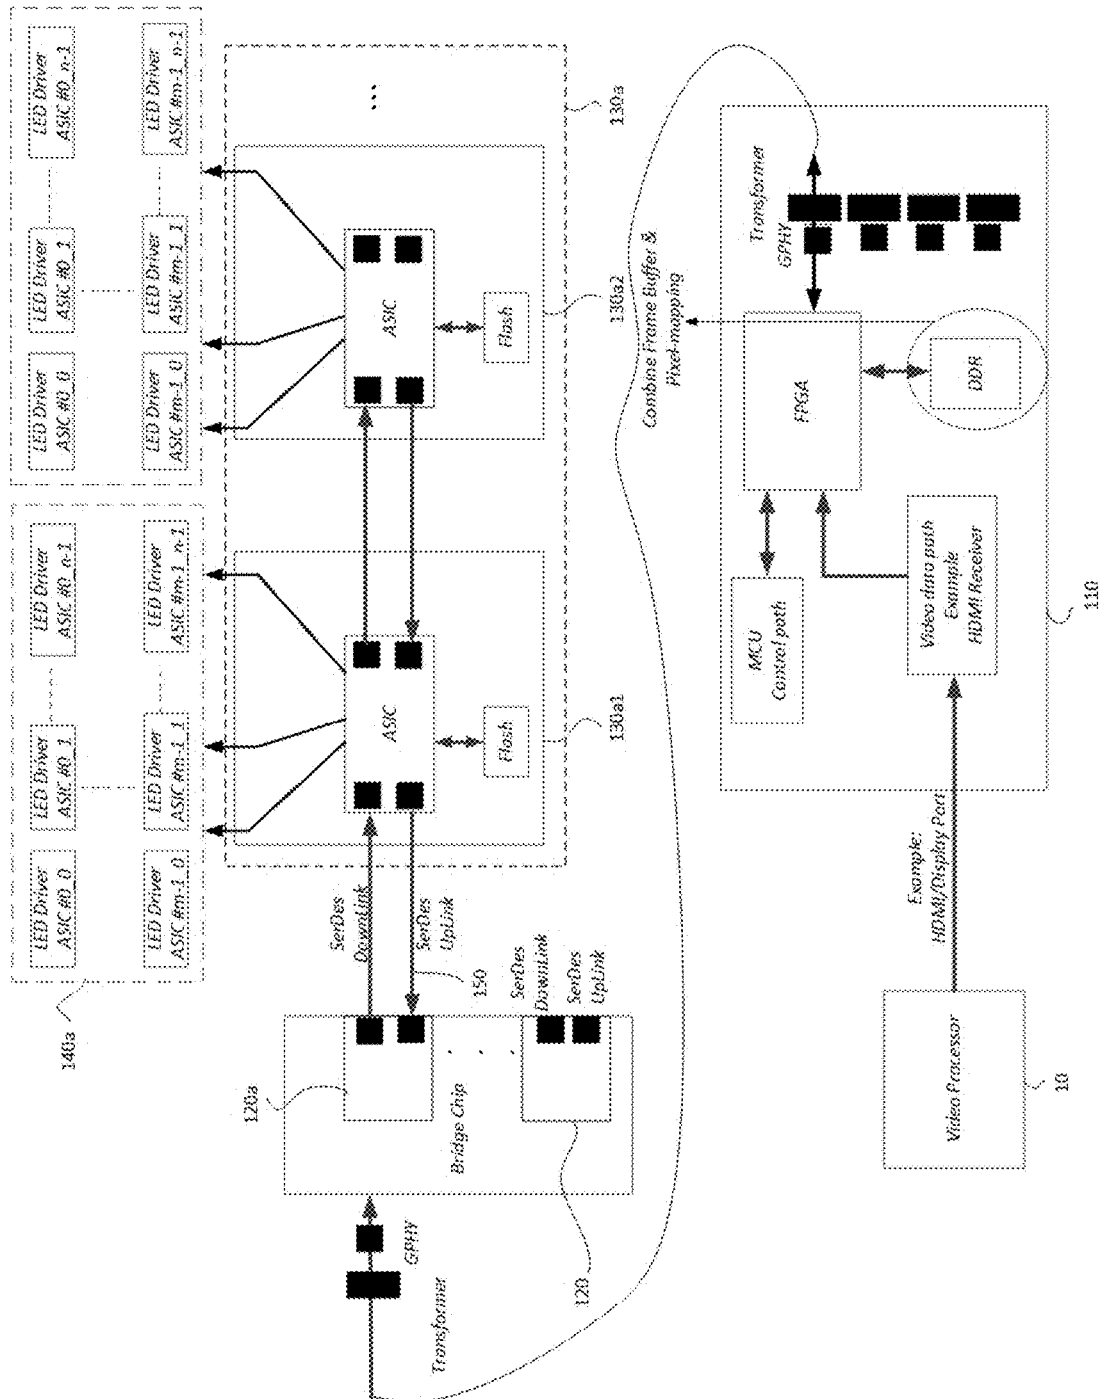 LED Driver
ASIC #0_0
LED Driver
ASIC #0_1
LED Driver
ASIC #0_n-1
LED Driver
ASIC #m-1_0
LED Driver
ASIC #m-1_1
LED Driver
ASIC #m-1_n-1
140a
LED Driver
ASIC #0_0
LED Driver
ASIC #0_1
LED Driver
ASIC #0_n-1
LED Driver
ASIC #m-1_0
LED Driver
ASIC #m-1_1
LED Driver
ASIC #m-1_n-1
Transformer
GPHY
120a
Bridge Chip
. . .
120
SerDes
DownLink
SerDes
UpLink
150
SerDes
DownLink
SerDes
UpLink
ASIC
Flash
130a1
ASIC
Flash
130a2
...
130a
Combine Frame Buffer &
Pixel-mapping
Transformer
GPHY
FPGA
DDR
MCU
Control path
Video data path
Example
HDMI Receiver
110
Example:
HDMI/Display Port
Video Processor
10